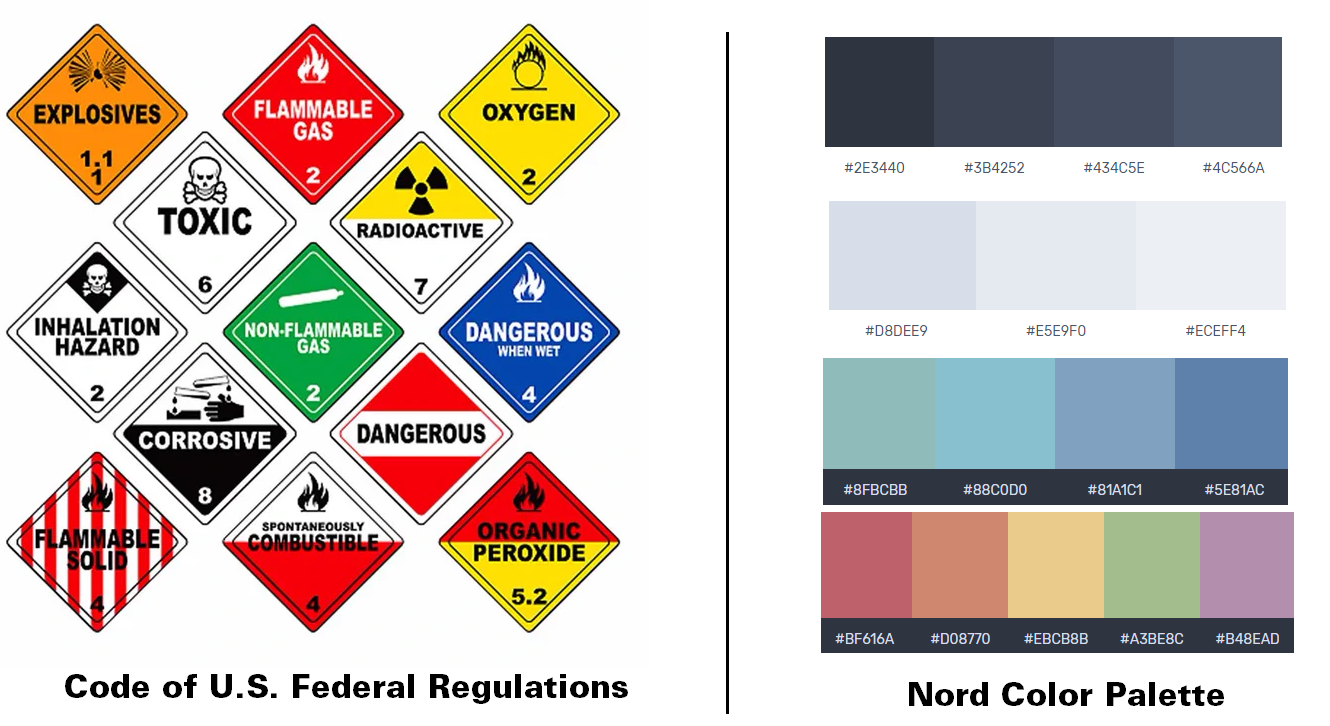 EXPLOSIVES
1.1
1
FLAMMABLE
GAS
2
OXYGEN
2
TOXIC
6
RADIOACTIVE
7
INHALATION
HAZARD
2
NON-FLAMMABLE
GAS
2
DANGEROUS
WHEN WET
4
CORROSIVE
8
DANGEROUS
FLAMMABLE
SOLID
4
SPONTANEOUSLY
COMBUSTIBLE
4
ORGANIC
PEROXIDE
5.2
Code of U.S. Federal Regulations
#2E3440 #3B4252 #434C5E #4C566A
#D8DEE9 #E5E9F0 #ECEFF4
#8FBCBB #88C0D0 #81A1C1 #5E81AC
#BF616A #D08770 #EBCB8B #A3BE8C #B48EAD
Nord Color Palette